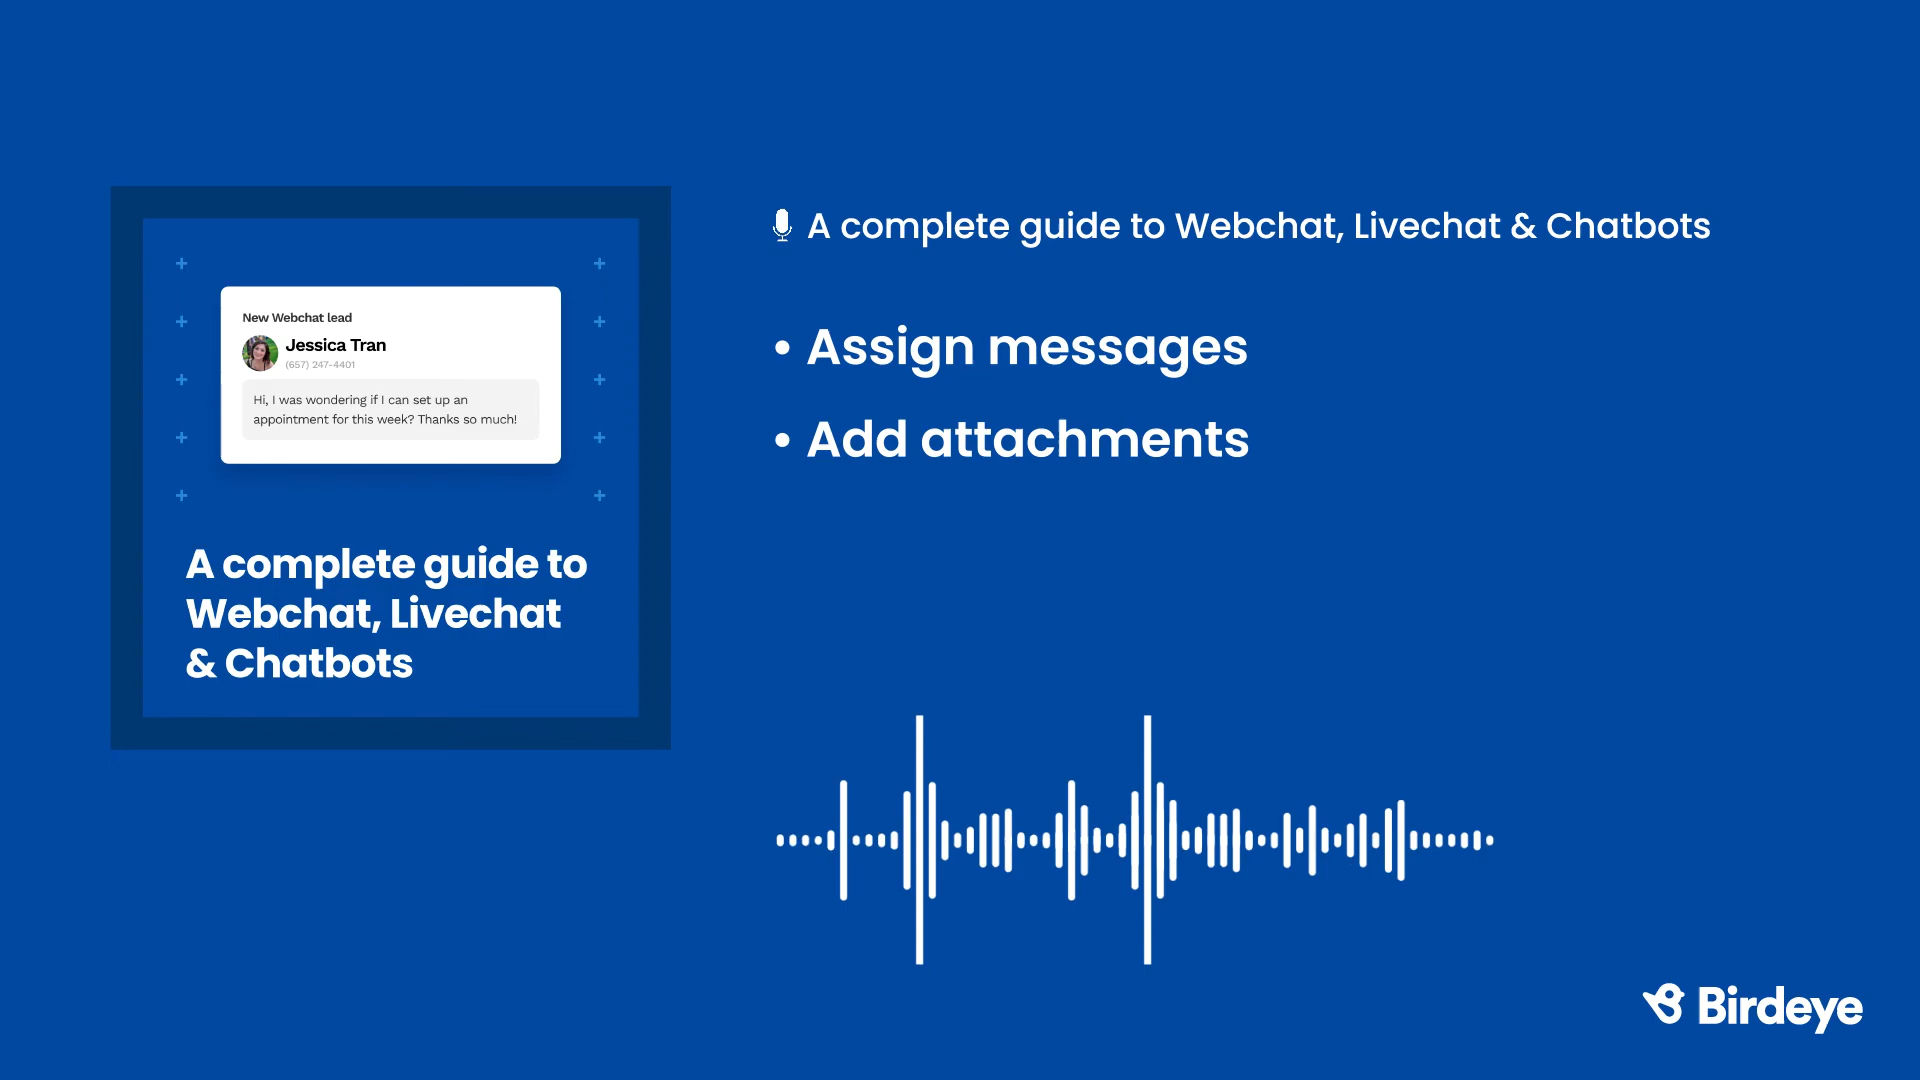 New Webchat lead
Jessica Tran
(657) 247-4401
Hi, I was wondering if I can set up an
appointment for this week? Thanks so much!
A complete guide to
Webchat, Livechat
& Chatbots
A complete guide to Webchat, Livechat & Chatbots
• Assign messages
• Add attachments
Birdeye